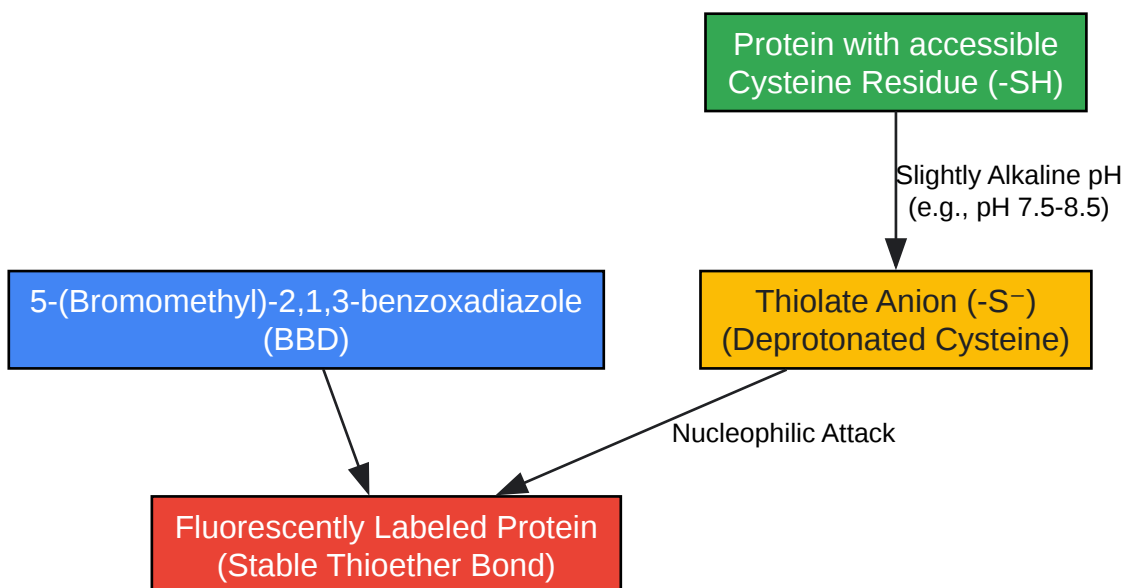 Protein with accessible
Cysteine Residue (-SH)
Slightly Alkaline pH
(e.g., pH 7.5-8.5)
5-(Bromomethyl)-2,1,3-benzoxadiazole
(BBD)
Thiolate Anion (-S⁻)
(Deprotonated Cysteine)
Nucleophilic Attack
Fluorescently Labeled Protein
(Stable Thioether Bond)